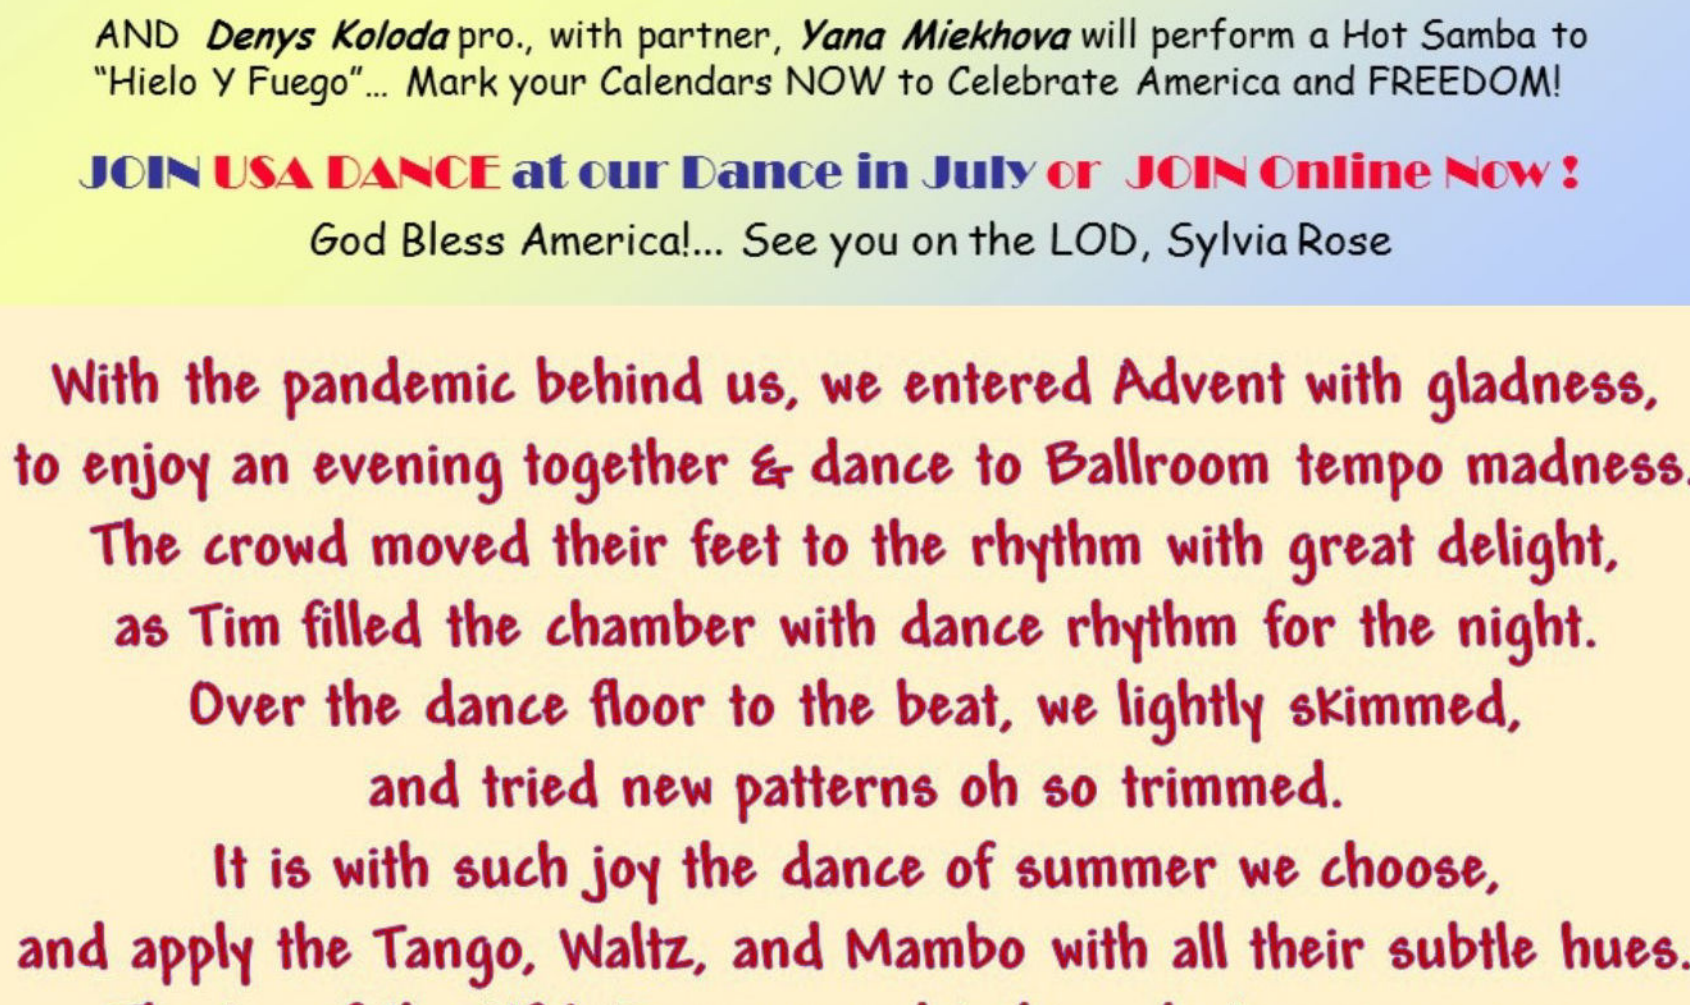 AND Denys Koloda pro., with partner, Yana Miekhova will perform a Hot Samba to
"Hielo Y Fuego"... Mark your Calendars NOW to Celebrate America and FREEDOM!
JOIN USA DANCE at our Dance in July or JOIN Online Now !
God Bless America!... See you on the LOD, Sylvia Rose
With the pandemic behind us, we entered Advent with gladness,
to enjoy an evening together & dance to Ballroom tempo madness.
The crowd moved their feet to the rhythm with great delight,
as Tim filled the chamber with dance rhythm for the night.
Over the dance floor to the beat, we lightly skimmed,
and tried new patterns oh so trimmed.
It is with such joy the dance of summer we choose,
and apply the Tango, Waltz, and Mambo with all their subtle hues.